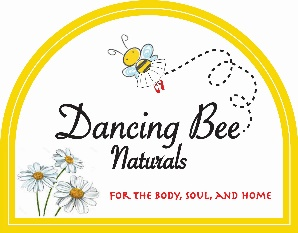 Dancing Bee
Naturals
FOR THE BODY, SOUL, AND HOME